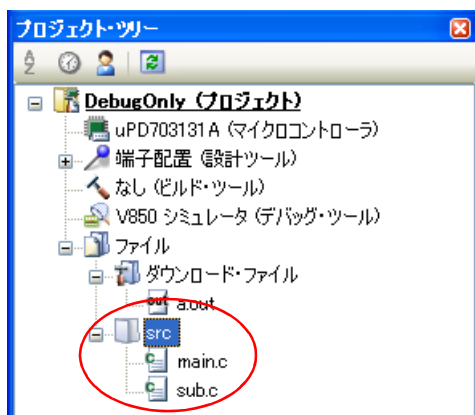 プロジェクト・ツリー
DebugOnly (プロジェクト)
uPD703131A (マイクロコントローラ)
端子配置 (設計ツール)
なし (ビルド・ツール)
V850 シミュレータ (デバッグ・ツール)
ファイル
ダウンロード・ファイル
a.out
src
main.c
sub.c